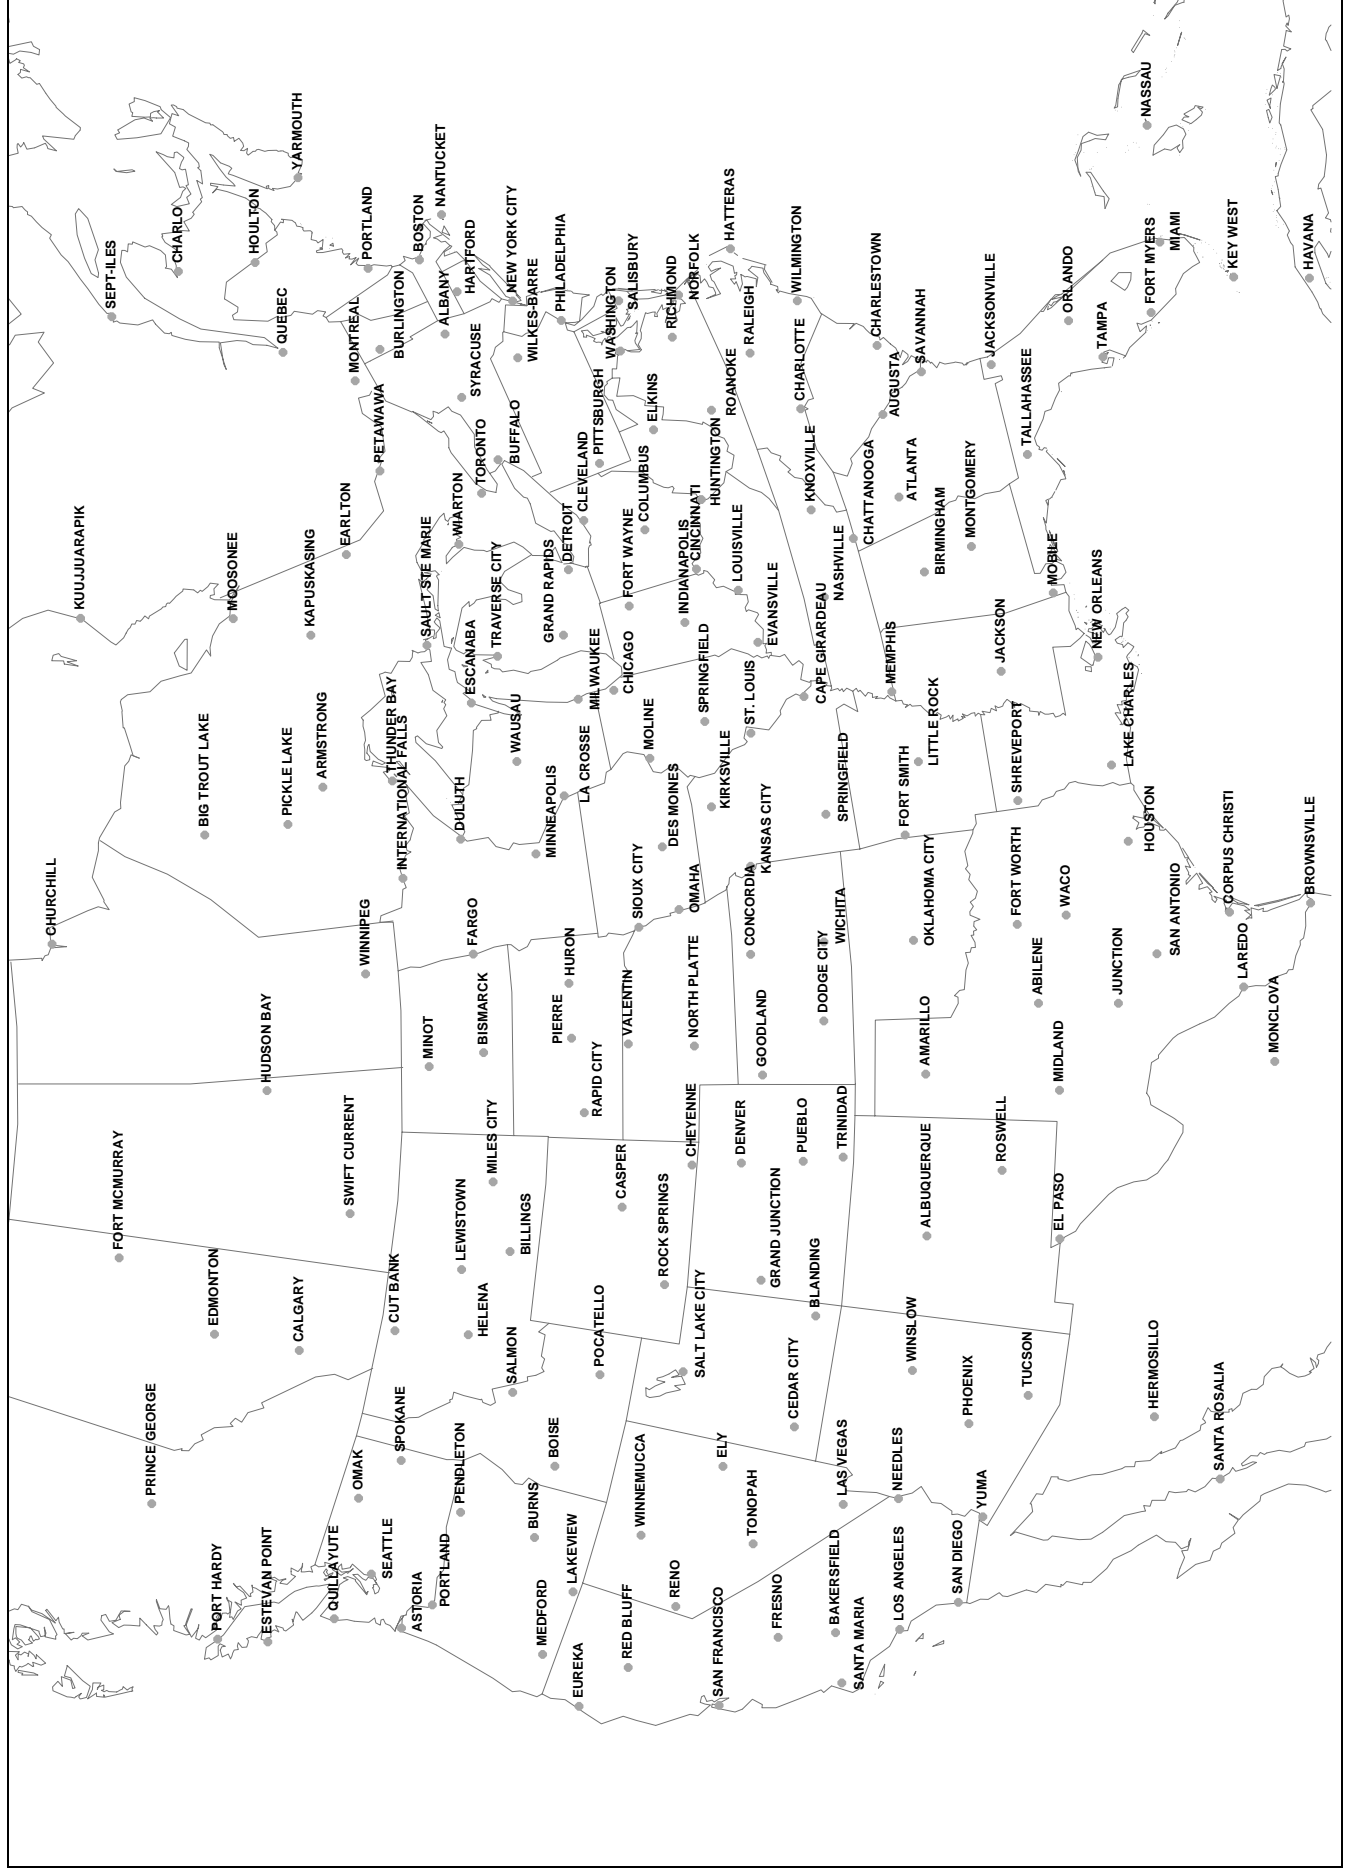 CHURCHILL
KUUJJUARAPIK
SEPT-ILES
FORT MCMURRAY
PRINCE GEORGE
CHARLO
BIG TROUT LAKE
EDMONTON
PORT HARDY
MOOSONEE
HOULTON
HUDSON BAY
ESTEVAN POINT
QUEBEC
PICKLE LAKE
CALGARY
YARMOUTH
KAPUSKASING
ARMSTRONG
QUILLAYUTE
EARLTON
SWIFT CURRENT
MONTREAL
OMAK
PORTLAND
WINNIPEG
SEATTLE
PETAWAWA
BURLINGTON
THUNDER BAY
CUT BANK
SPOKANE
INTERNATIONAL FALLS
ASTORIA
BOSTON
SAULT STE MARIE
MINOT
PORTLAND
NANTUCKET
ALBANY
HARTFORD
WIARTON
DULUTH
LEWISTOWN
PENDLETON
SYRACUSE
ESCANABA
FARGO
HELENA
TORONTO
BISMARCK
MILES CITY
NEW YORK CITY
BUFFALO
TRAVERSE CITY
WAUSAU
BILLINGS
SALMON
WILKES-BARRE
MINNEAPOLIS
BURNS
MEDFORD
PHILADELPHIA
GRAND RAPIDS
BOISE
DETROIT
LA CROSSE
HURON
PIERRE
LAKEVIEW
EUREKA
CLEVELAND
MILWAUKEE
RAPID CITY
PITTSBURGH
POCATELLO
WASHINGTON
SALISBURY
CHICAGO
FORT WAYNE
CASPER
VALENTIN
RED BLUFF
COLUMBUS
SIOUX CITY
WINNEMUCCA
ELKINS
MOLINE
DES MOINES
ROCK SPRINGS
RICHMOND
NORFOLK
RENO
INDIANAPOLIS
CINCINNATI
OMAHA
NORTH PLATTE
CHEYENNE
SALT LAKE CITY
HUNTINGTON
SPRINGFIELD
KIRKSVILLE
ROANOKE
HATTERAS
ELY
SAN FRANCISCO
LOUISVILLE
DENVER
RALEIGH
ST. LOUIS
CONCORDIA
KANSAS CITY
TONOPAH
EVANSVILLE
GOODLAND
GRAND JUNCTION
FRESNO
WILMINGTON
CHARLOTTE
CEDAR CITY
PUEBLO
KNOXVILLE
CAPE GIRARDEAU
BLANDING
NASHVILLE
DODGE CITY
WICHITA
SPRINGFIELD
BAKERSFIELD
TRINIDAD
LAS VEGAS
SANTA MARIA
CHATTANOOGA
CHARLESTOWN
AUGUSTA
MEMPHIS
NEEDLES
LOS ANGELES
FORT SMITH
ATLANTA
SAVANNAH
WINSLOW
LITTLE ROCK
OKLAHOMA CITY
AMARILLO
ALBUQUERQUE
BIRMINGHAM
SAN DIEGO
PHOENIX
MONTGOMERY
YUMA
JACKSONVILLE
JACKSON
ROSWELL
SHREVEPORT
FORT WORTH
TALLAHASSEE
TUCSON
ABILENE
MOBILE
MIDLAND
EL PASO
WACO
ORLANDO
NEW ORLEANS
TAMPA
LAKE CHARLES
JUNCTION
HOUSTON
NASSAU
FORT MYERS
HERMOSILLO
MIAMI
SAN ANTONIO
SANTA ROSALIA
CORPUS CHRISTI
KEY WEST
LAREDO
MONCLOVA
HAVANA
BROWNSVILLE